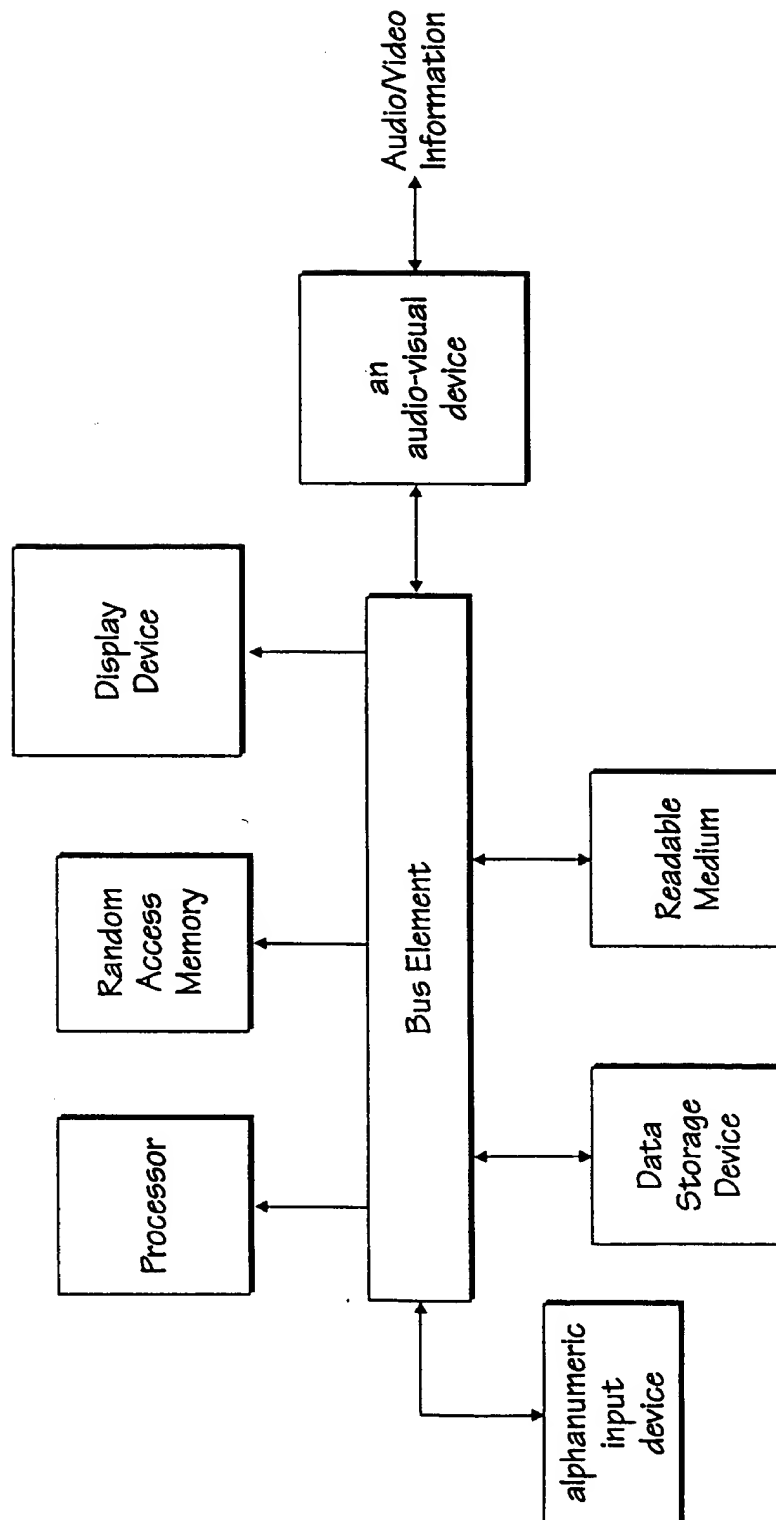 Processor
Random
Access
Memory
Display
Device
Bus Element
an
audio-visual
device
Audio/Video
Information
alphanumeric
input
device
Data
Storage
Device
Readable
Medium